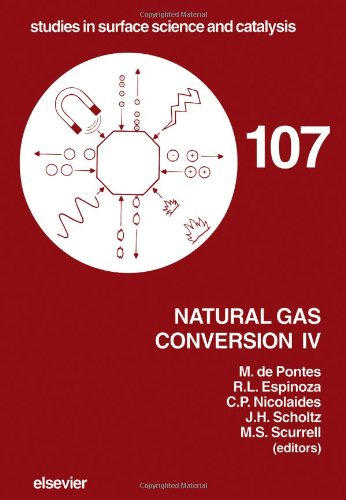 studies in surface science and catalysis
107
NATURAL GAS
CONVERSION IV
M. de Pontes
R.L. Espinoza
C.P. Nicolaides
J.H. Scholtz
M.S. Scurrell
(editors)
elsevier